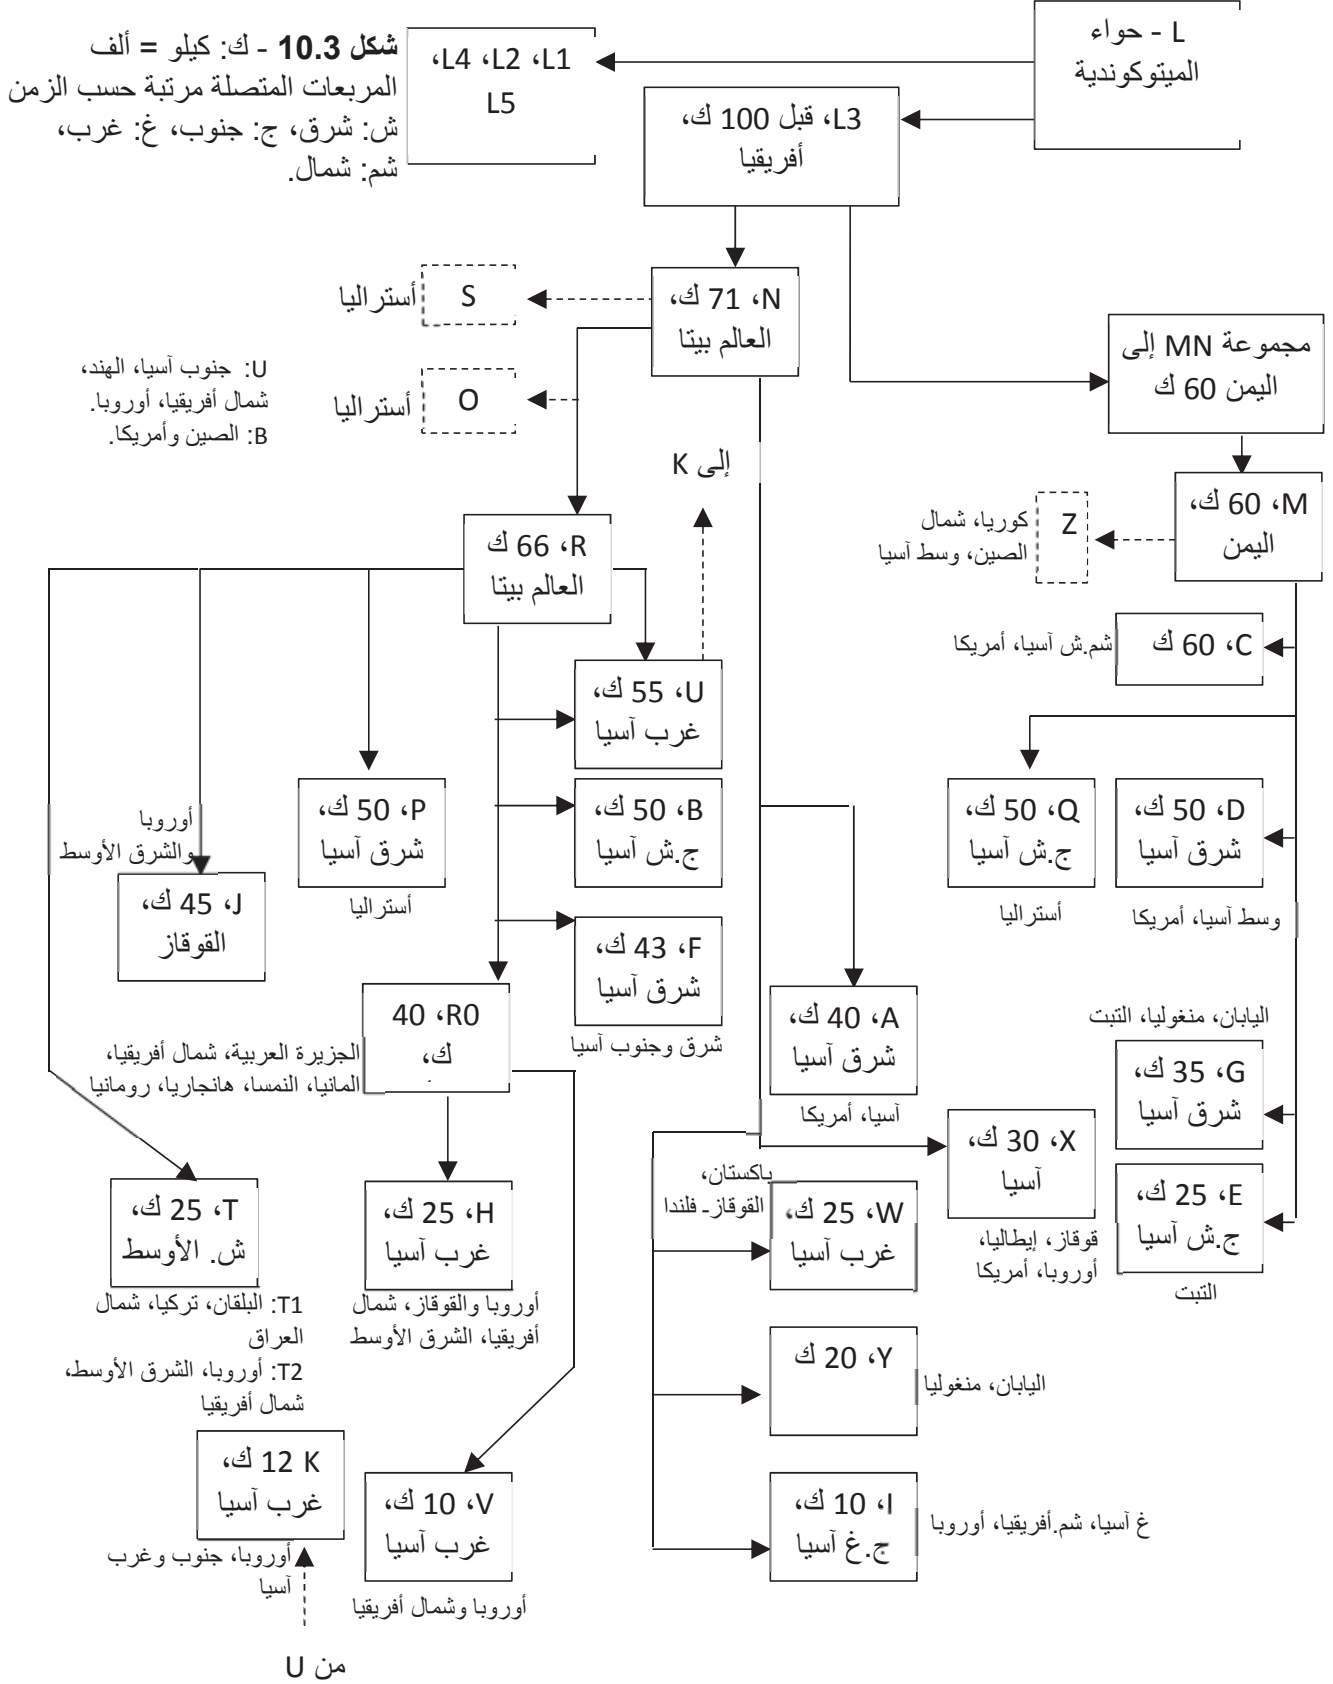 شكل 10.3 - ك: كيلو = ألف
المربعات المتصلة مرتبة حسب الزمن
ش: شرق، ج: جنوب، غ: غرب،
شم: شمال.
L1، L2، L4،
L5
L - حواء
الميتوكوندية
L3، قبل 100 ك،
أفريقيا
N، 71 ك،
العالم بيتا
S
أستراليا
O
أستراليا
U: جنوب آسيا، الهند،
شمال أفريقيا، أوروبا.
B: الصين وأمريكا.
مجموعة MN إلى
اليمن 60 ك
إلى K
M، 60 ك،
اليمن
Z
كوريا، شمال
الصين، وسط آسيا
R، 66 ك
العالم بيتا
C، 60 ك
شم.ش آسيا، أمريكا
U، 55 ك،
غرب آسيا
D، 50 ك،
شرق آسيا
وسط آسيا، أمريكا
Q، 50 ك،
ج.ش آسيا
أستراليا
B، 50 ك،
ج.ش آسيا
P، 50 ك،
شرق آسيا
أستراليا
أوروبا
والشرق الأوسط
J، 45 ك،
القوقاز
F، 43 ك،
شرق آسيا
شرق وجنوب آسيا
R0، 40
ك،
الجزيرة العربية، شمال أفريقيا،
المانيا، النمسا، هانجاريا، رومانيا
A، 40 ك،
شرق آسيا
آسيا، أمريكا
اليابان، منغوليا، التبت
G، 35 ك،
شرق آسيا
X، 30 ك،
آسيا
قوقاز، إيطاليا،
أوروبا، أمريكا
E، 25 ك،
ج.ش آسيا
التبت
باكستان،
القوقاز- فلندا
W، 25 ك،
غرب آسيا
H، 25 ك،
غرب آسيا
أوروبا والقوقاز، شمال
أفريقيا، الشرق الأوسط
T، 25 ك،
ش. الأوسط
T1: البلقان، تركيا، شمال
العراق
T2: أوروبا، الشرق الأوسط،
شمال أفريقيا
Y، 20 ك
اليابان، منغوليا
K 12 ك،
غرب آسيا
أوروبا، جنوب وغرب
آسيا
من U
V، 10 ك،
غرب آسيا
أوروبا وشمال أفريقيا
I، 10 ك،
ج.غ آسيا
غ آسيا، شم.أفريقيا، أوروبا